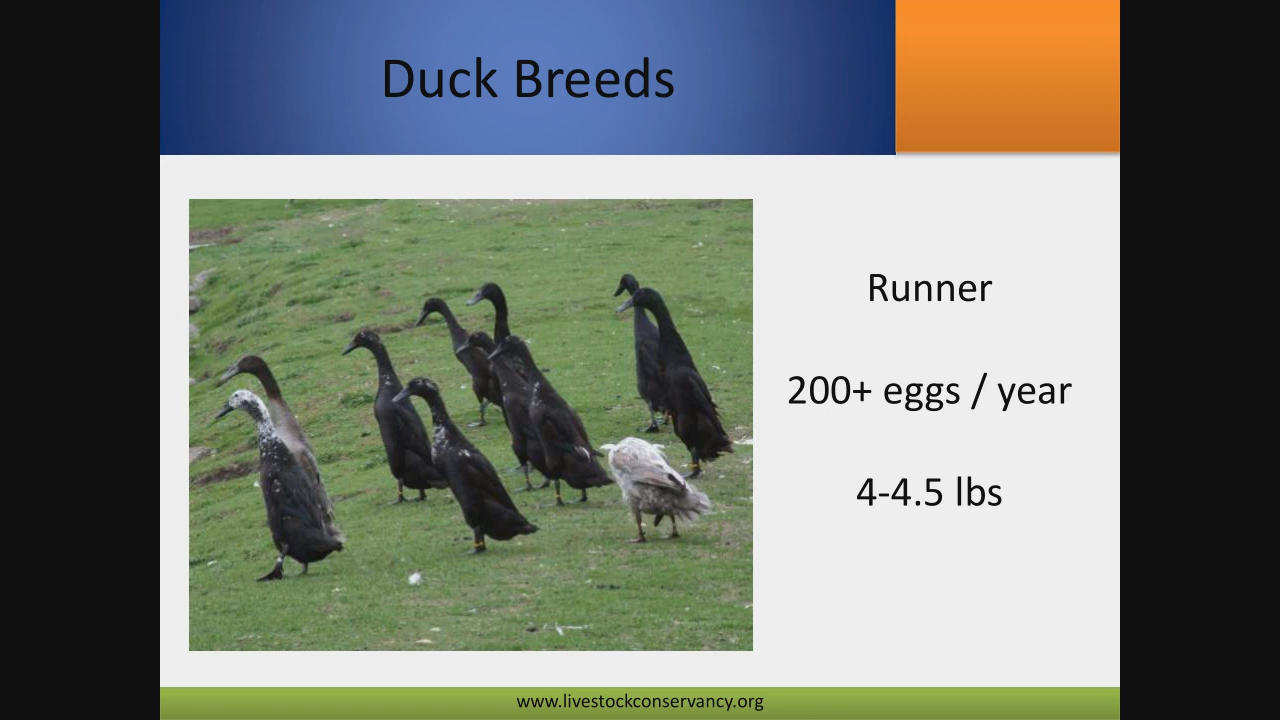 Duck Breeds
Runner
200+ eggs / year
4-4.5 lbs
www.livestockconservancy.org